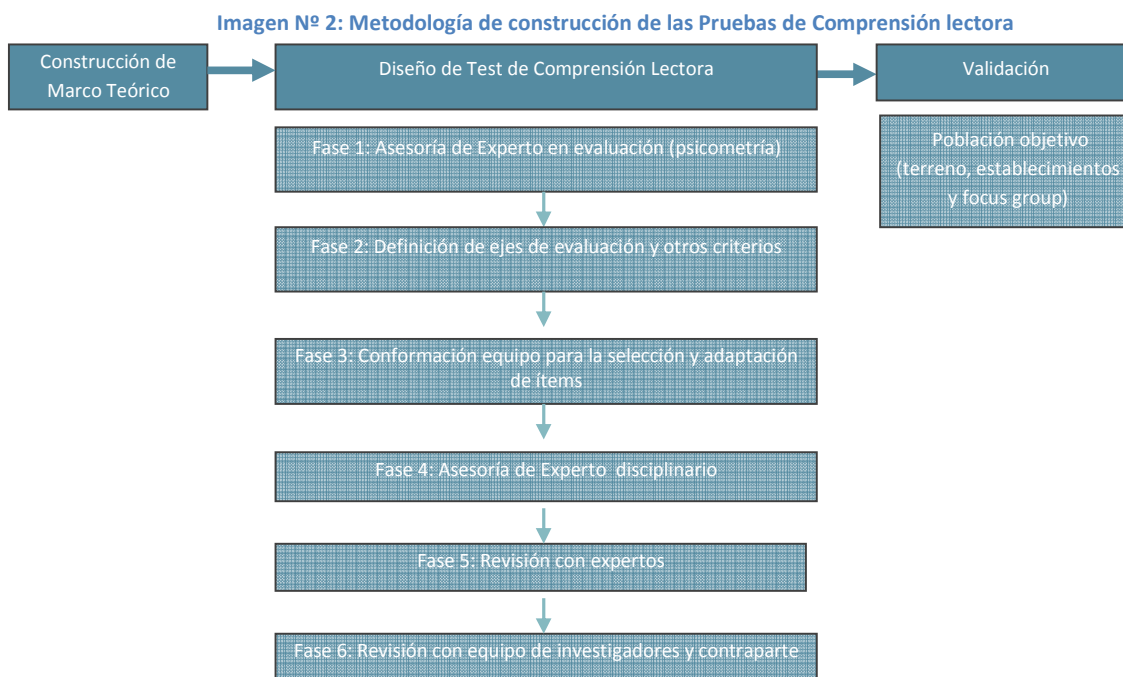 Imagen Nº 2: Metodología de construcción de las Pruebas de Comprensión lectora
Construcción de
Marco Teórico
Diseño de Test de Comprensión Lectora
Validación
Fase 1: Asesoría de Experto en evaluación (psicometría)
Población objetivo
(terreno, establecimientos
y focus group)
Fase 2: Definición de ejes de evaluación y otros criterios
Fase 3: Conformación equipo para la selección y adaptación
de ítems
Fase 4: Asesoría de Experto  disciplinario
Fase 5: Revisión con expertos
Fase 6: Revisión con equipo de investigadores y contraparte